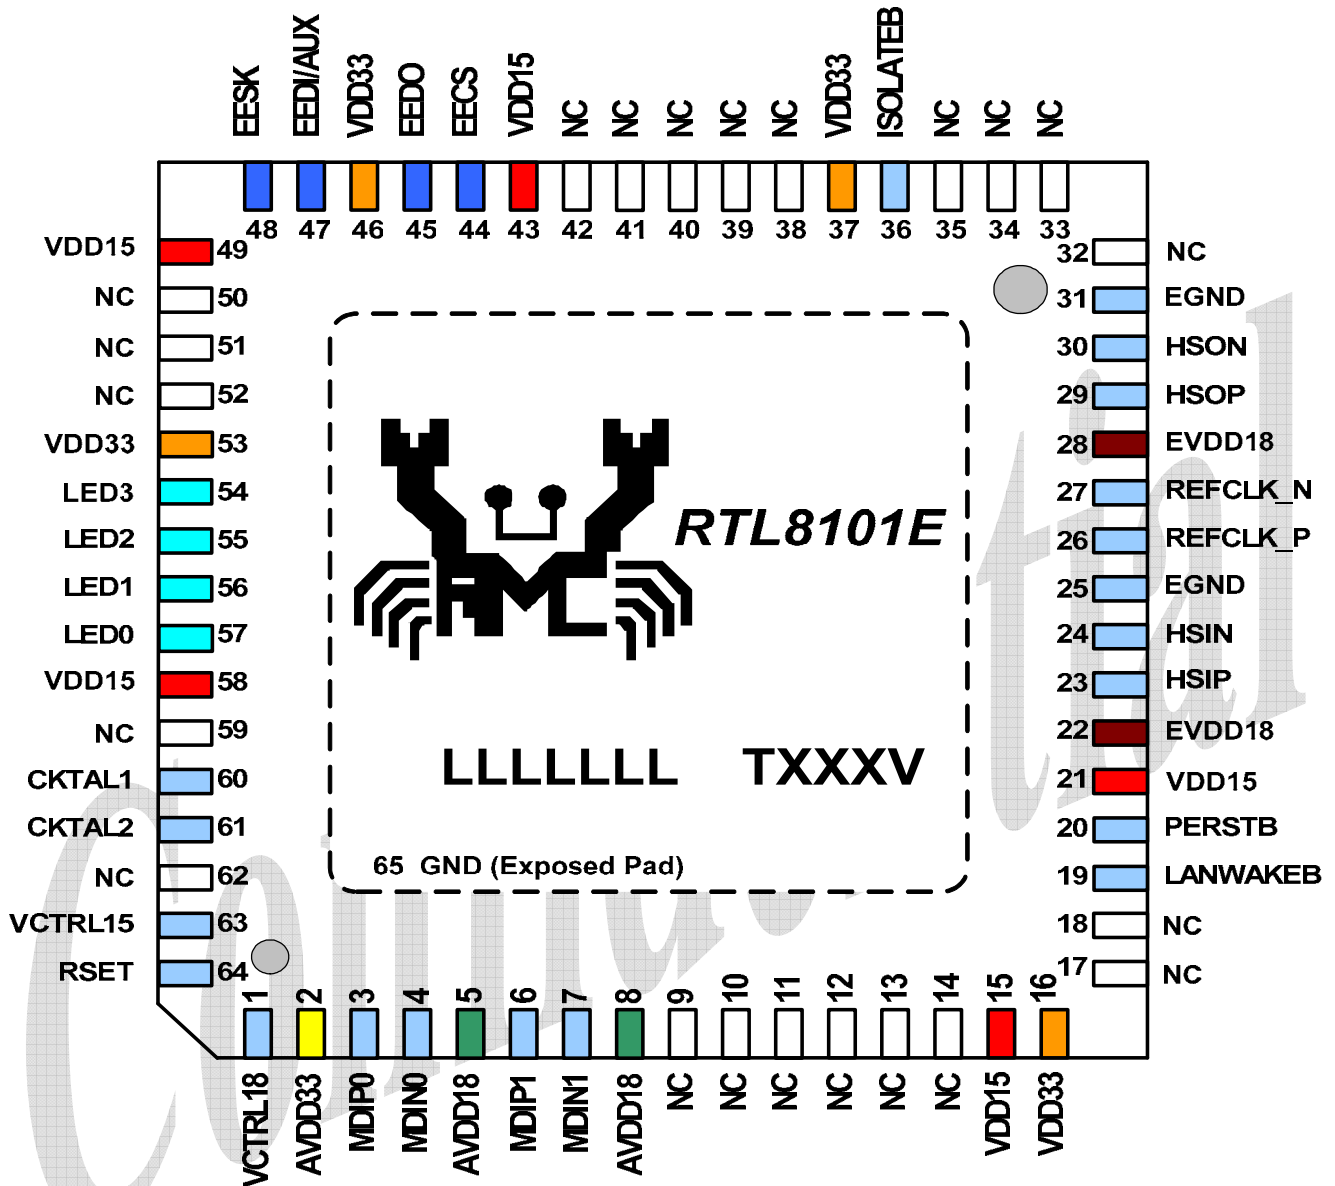 EESK EEDI/AUX VDD33 EEDO EECS VDD15 NC NC NC NC NC VDD33 ISOLATEB NC NC NC
48 47 46 45 44 43 42 41 40 39 38 37 36 35 34 33
VDD15 49
NC 50
NC 51
NC 52
VDD33 53
LED3 54
LED2 55
LED1 56
LED0 57
VDD15 58
NC 59
CKTAL1 60
CKTAL2 61
NC 62
VCTRL15 63
RSET 64
RTL8101E
LLLLLLL TXXXV
65 GND (Exposed Pad)
32 NC
31 EGND
30 HSON
29 HSOP
28 EVDD18
27 REFCLK_N
26 REFCLK_P
25 EGND
24 HSIN
23 HSIP
22 EVDD18
21 VDD15
20 PERSTB
19 LANWAKEB
18 NC
17 NC
1 2 3 4 5 6 7 8 9 10 11 12 13 14 15 16
VCTRL18 AVDD33 MDIP0 MDIN0 AVDD18 MDIP1 MDIN1 AVDD18 NC NC NC NC NC NC VDD15 VDD33